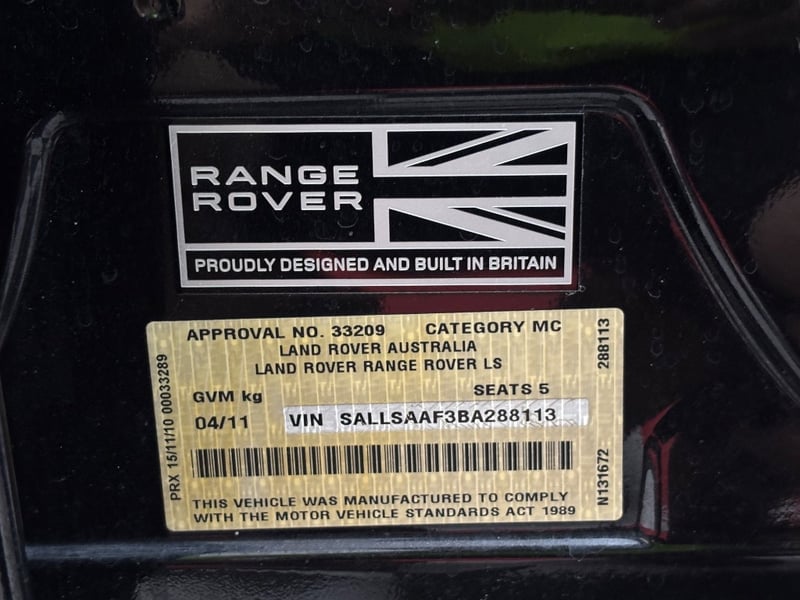 RANGE
ROVER
PROUDLY DESIGNED AND BUILT IN BRITAIN
APPROVAL NO. 33209 CATEGORY MC
LAND ROVER AUSTRALIA
LAND ROVER RANGE ROVER LS
GVM kg SEATS 5
04/11 VIN SALLSAAF3BA288113
THIS VEHICLE WAS MANUFACTURED TO COMPLY
WITH THE MOTOR VEHICLE STANDARDS ACT 1989
PRX 15/11/10 00033289
288113
N131672